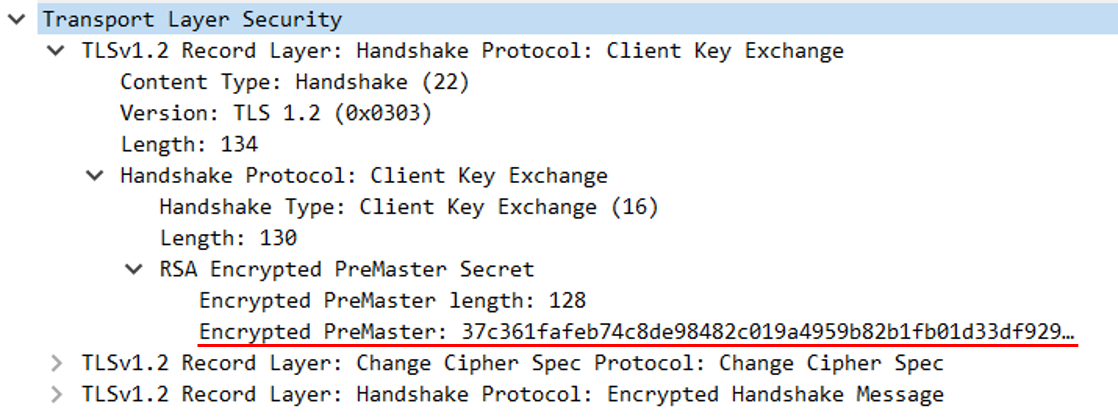 Transport Layer Security
TLSv1.2 Record Layer: Handshake Protocol: Client Key Exchange
Content Type: Handshake (22)
Version: TLS 1.2 (0x0303)
Length: 134
Handshake Protocol: Client Key Exchange
Handshake Type: Client Key Exchange (16)
Length: 130
RSA Encrypted PreMaster Secret
Encrypted PreMaster length: 128
Encrypted PreMaster: 37c361fafeb74c8de98482c019a4959b82b1fb01d33df929…
TLSv1.2 Record Layer: Change Cipher Spec Protocol: Change Cipher Spec
TLSv1.2 Record Layer: Handshake Protocol: Encrypted Handshake Message